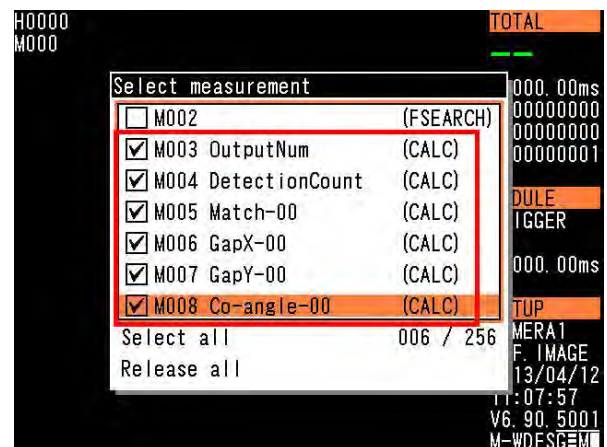 H0000
M000
TOTAL
Select measurement
M002 (FSEARCH)
M003 OutputNum (CALC)
M004 DetectionCount (CALC)
M005 Match-00 (CALC)
M006 GapX-00 (CALC)
M007 GapY-00 (CALC)
M008 Co-angle-00 (CALC)
Select all 006 / 256
Release all
000.00ms
00000000
00000000
00000001
DULE
IGGER
000.00ms
TUP
MERA1
F. IMAGE
13/04/12
11:07:57
V6.90.5001